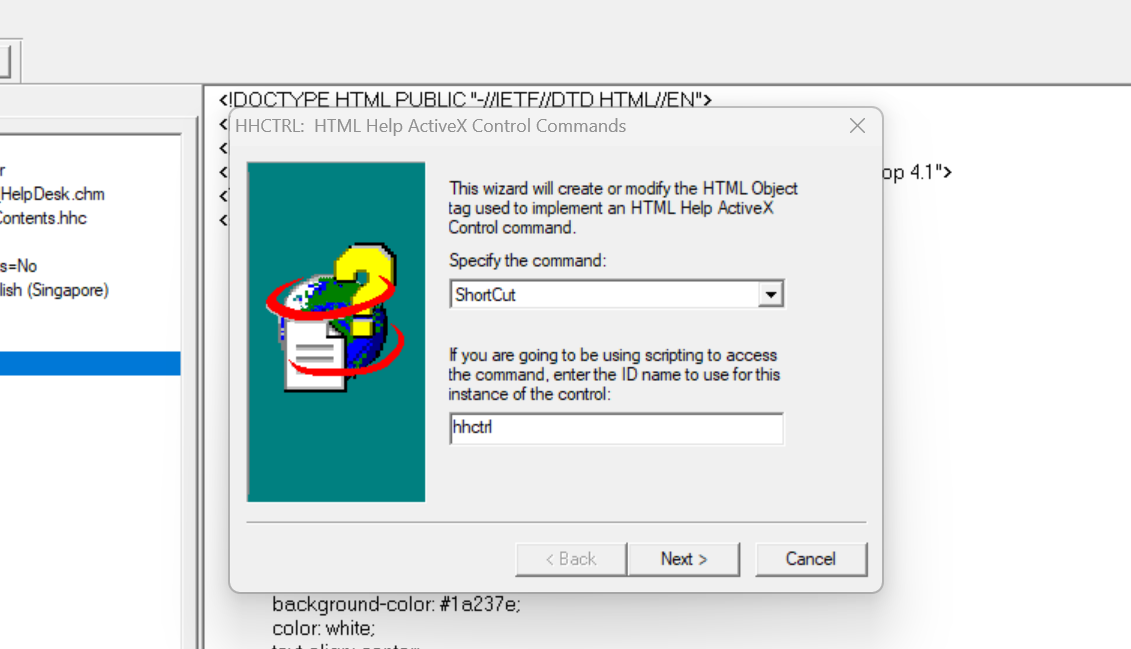 <!DOCTYPE HTML PUBLIC "-//IETF//DTD HTML//EN">
<
HHCTRL:  HTML Help ActiveX Control Commands
<
r
<
op 4.1">
HelpDesk.chm
<
Contents.hhc
<
s=No
lish (Singapore)
This wizard will create or modify the HTML Object
tag used to implement an HTML Help ActiveX
Control command.
Specify the command:
ShortCut
If you are going to be using scripting to access
the command, enter the ID name to use for this
instance of the control:
hhctrl
< Back
Next >
Cancel
background-color: #1a237e;
color: white;